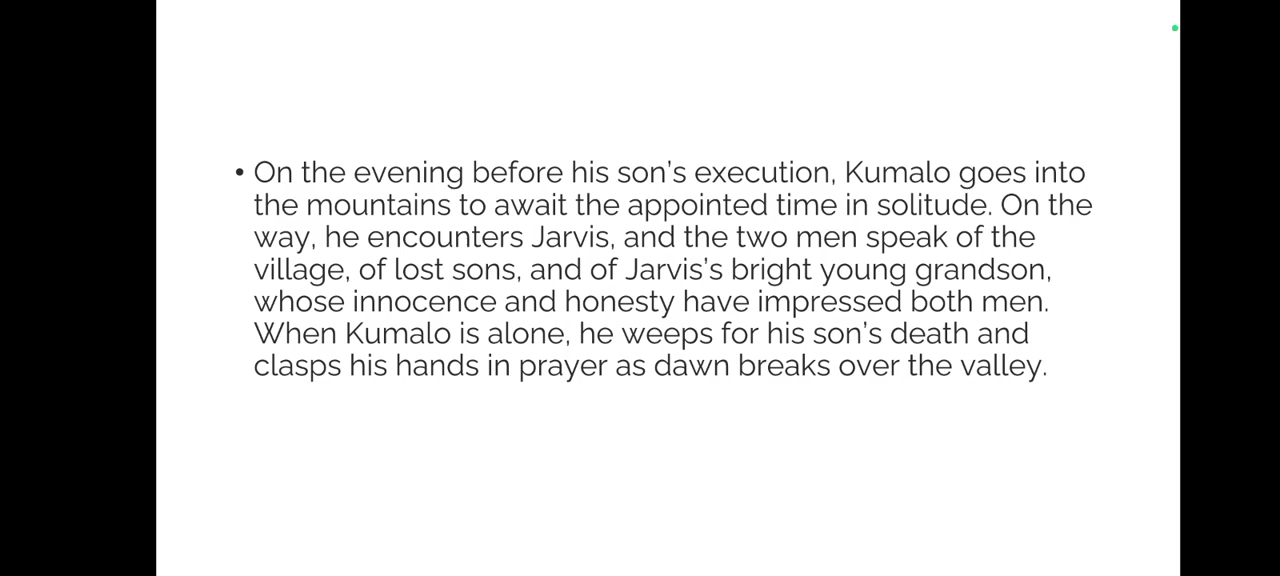 • On the evening before his son’s execution, Kumalo goes into
the mountains to await the appointed time in solitude. On the
way, he encounters Jarvis, and the two men speak of the
village, of lost sons, and of Jarvis’s bright young grandson,
whose innocence and honesty have impressed both men.
When Kumalo is alone, he weeps for his son’s death and
clasps his hands in prayer as dawn breaks over the valley.